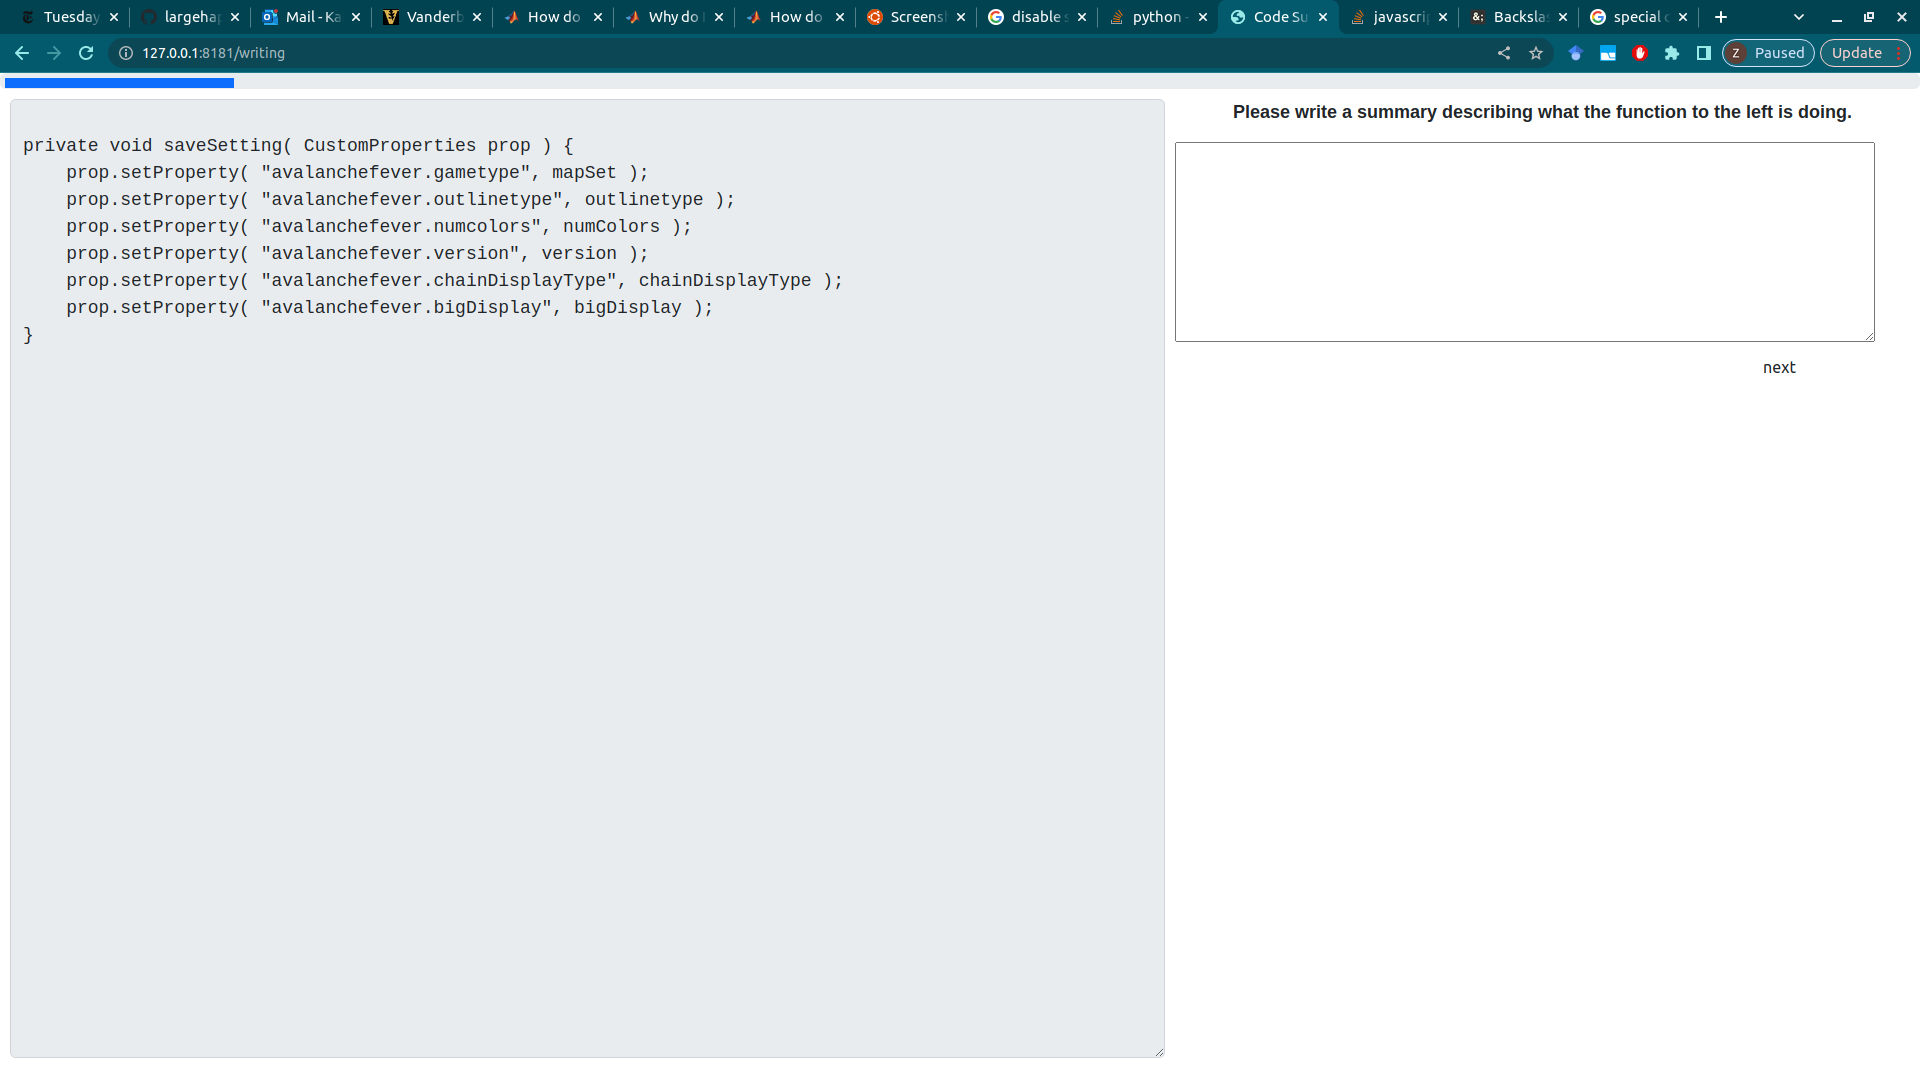 Tuesday
largehap
Mail - Ka
Vanderb
How do
Why do
How do
Screens
disable s
python -
Code Su
javascrip
Backslas
special c
127.0.0.1:8181/writing
Z Paused
Update
private void saveSetting( CustomProperties prop ) {
prop.setProperty( "avalanchefever.gametype", mapSet );
prop.setProperty( "avalanchefever.outlinetype", outlinetype );
prop.setProperty( "avalanchefever.numcolors", numColors );
prop.setProperty( "avalanchefever.version", version );
prop.setProperty( "avalanchefever.chainDisplayType", chainDisplayType );
prop.setProperty( "avalanchefever.bigDisplay", bigDisplay );
}
Please write a summary describing what the function to the left is doing.
next